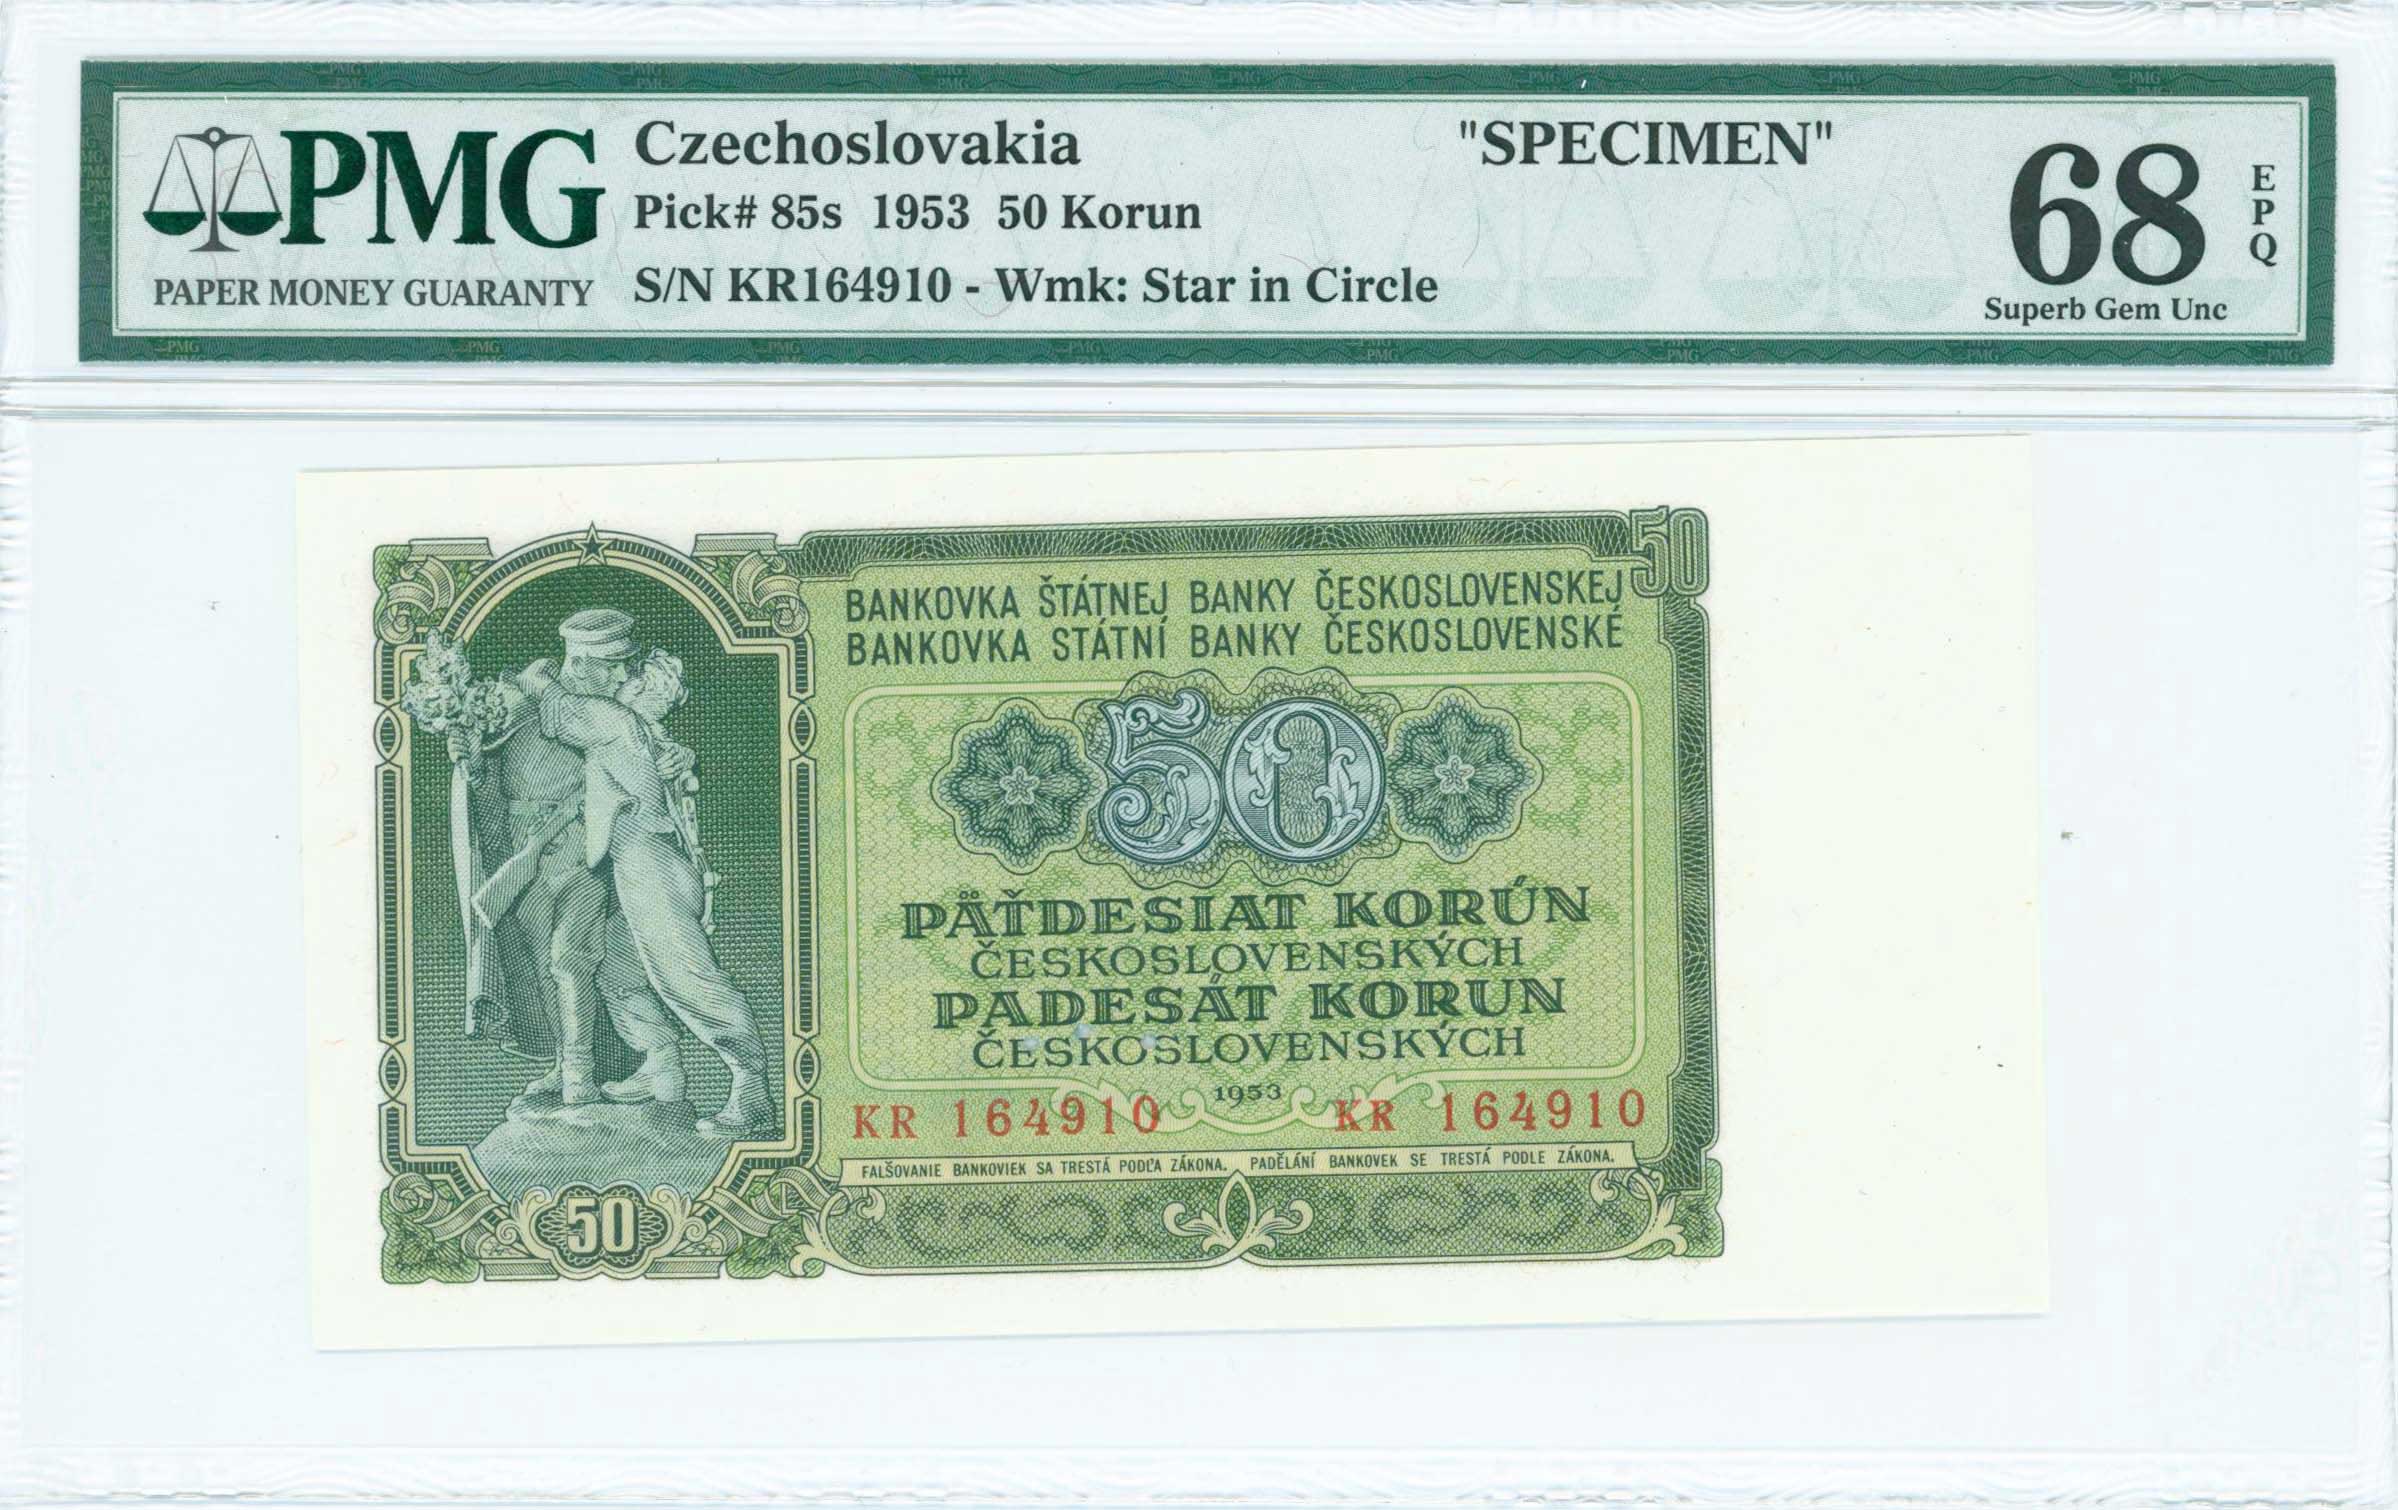 PMG
PAPER MONEY GUARANTY
Czechoslovakia
"SPECIMEN"
Pick# 85s 1953 50 Korun
S/N KR164910 - Wmk: Star in Circle
68
EPQ
Superb Gem Unc
50
BANKOVKA ŠTÁTNEJ BANKY ČESKOSLOVENSKEJ
BANKOVKA STÁTNÍ BANKY ČESKOSLOVENSKÉ
50
PÄŤDESIAT KORÚN
ČESKOSLOVENSKÝCH
PADESÁT KORUN
ČESKOSLOVENSKÝCH
1953
KR 164910 KR 164910
FALŠOVANIE BANKOVIEK SA TRESTÁ PODĽA ZÁKONA. PADĚLÁNÍ BANKOVEK SE TRESTÁ PODLE ZÁKONA.
50